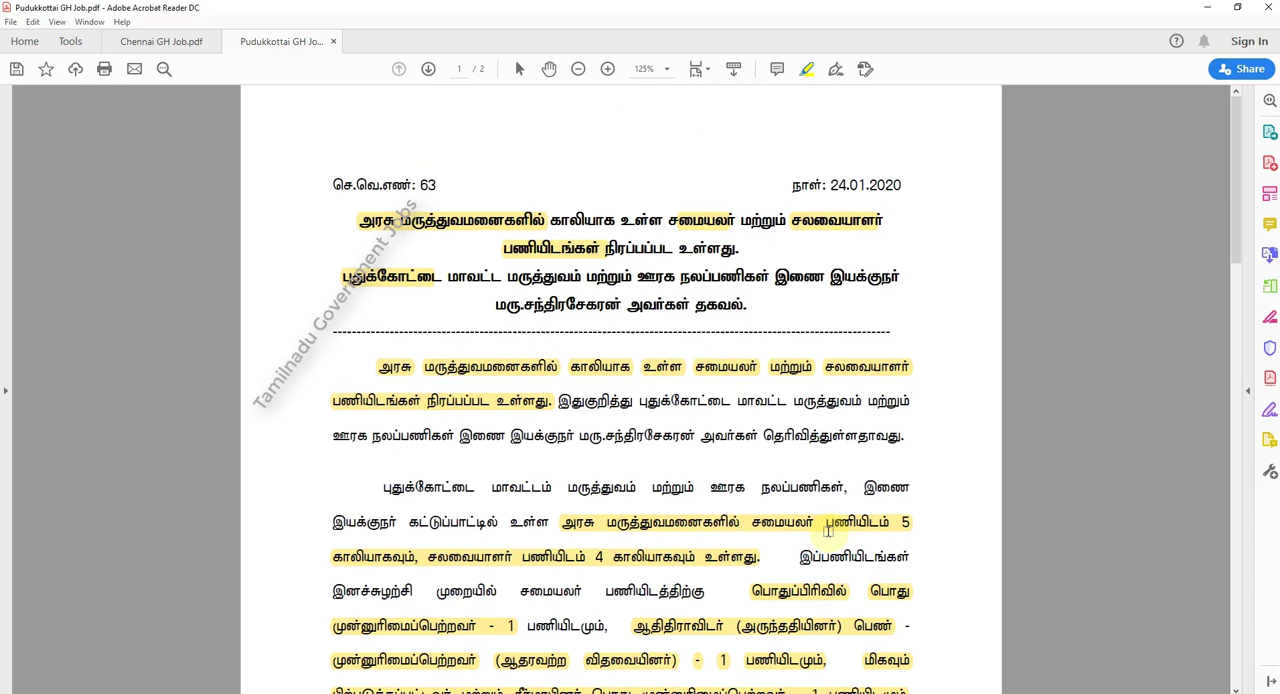 Pudukkottai GH Job.pdf - Adobe Acrobat Reader DC
File Edit View Window Help
Home Tools Chennai GH Job.pdf Pudukkottai GH Jo... × Sign In
1 / 2 125% Share
செ.வெ.எண்: 63 நாள்: 24.01.2020
அரசு மருத்துவமனைகளில் காலியாக உள்ள சமையலர் மற்றும் சலவையாளர்
பணியிடங்கள் நிரப்பப்பட உள்ளது.
புதுக்கோட்டை மாவட்ட மருத்துவம் மற்றும் ஊரக நலப்பணிகள் இணை இயக்குநர்
மரு.சந்திரசேகரன் அவர்கள் தகவல்.
Tamilnadu Government Jobs
அரசு மருத்துவமனைகளில் காலியாக உள்ள சமையலர் மற்றும் சலவையாளர்
பணியிடங்கள் நிரப்பப்பட உள்ளது. இதுகுறித்து புதுக்கோட்டை மாவட்ட மருத்துவம் மற்றும்
ஊரக நலப்பணிகள் இணை இயக்குநர் மரு.சந்திரசேகரன் அவர்கள் தெரிவித்துள்ளதாவது.
புதுக்கோட்டை மாவட்டம் மருத்துவம் மற்றும் ஊரக நலப்பணிகள், இணை
இயக்குநர் கட்டுப்பாட்டில் உள்ள அரசு மருத்துவமனைகளில் சமையலர் பணியிடம் 5
காலியாகவும், சலவையாளர் பணியிடம் 4 காலியாகவும் உள்ளது. இப்பணியிடங்கள்
இனச்சுழற்சி முறையில் சமையலர் பணியிடத்திற்கு பொதுப்பிரிவில் பொது
முன்னுரிமைப்பெற்றவர் - 1 பணியிடமும், ஆதிதிராவிடர் (அருந்ததியினர்) பெண் -
முன்னுரிமைப்பெற்றவர் (ஆதரவற்ற விதவையினர்) - 1 பணியிடமும், மிகவும்